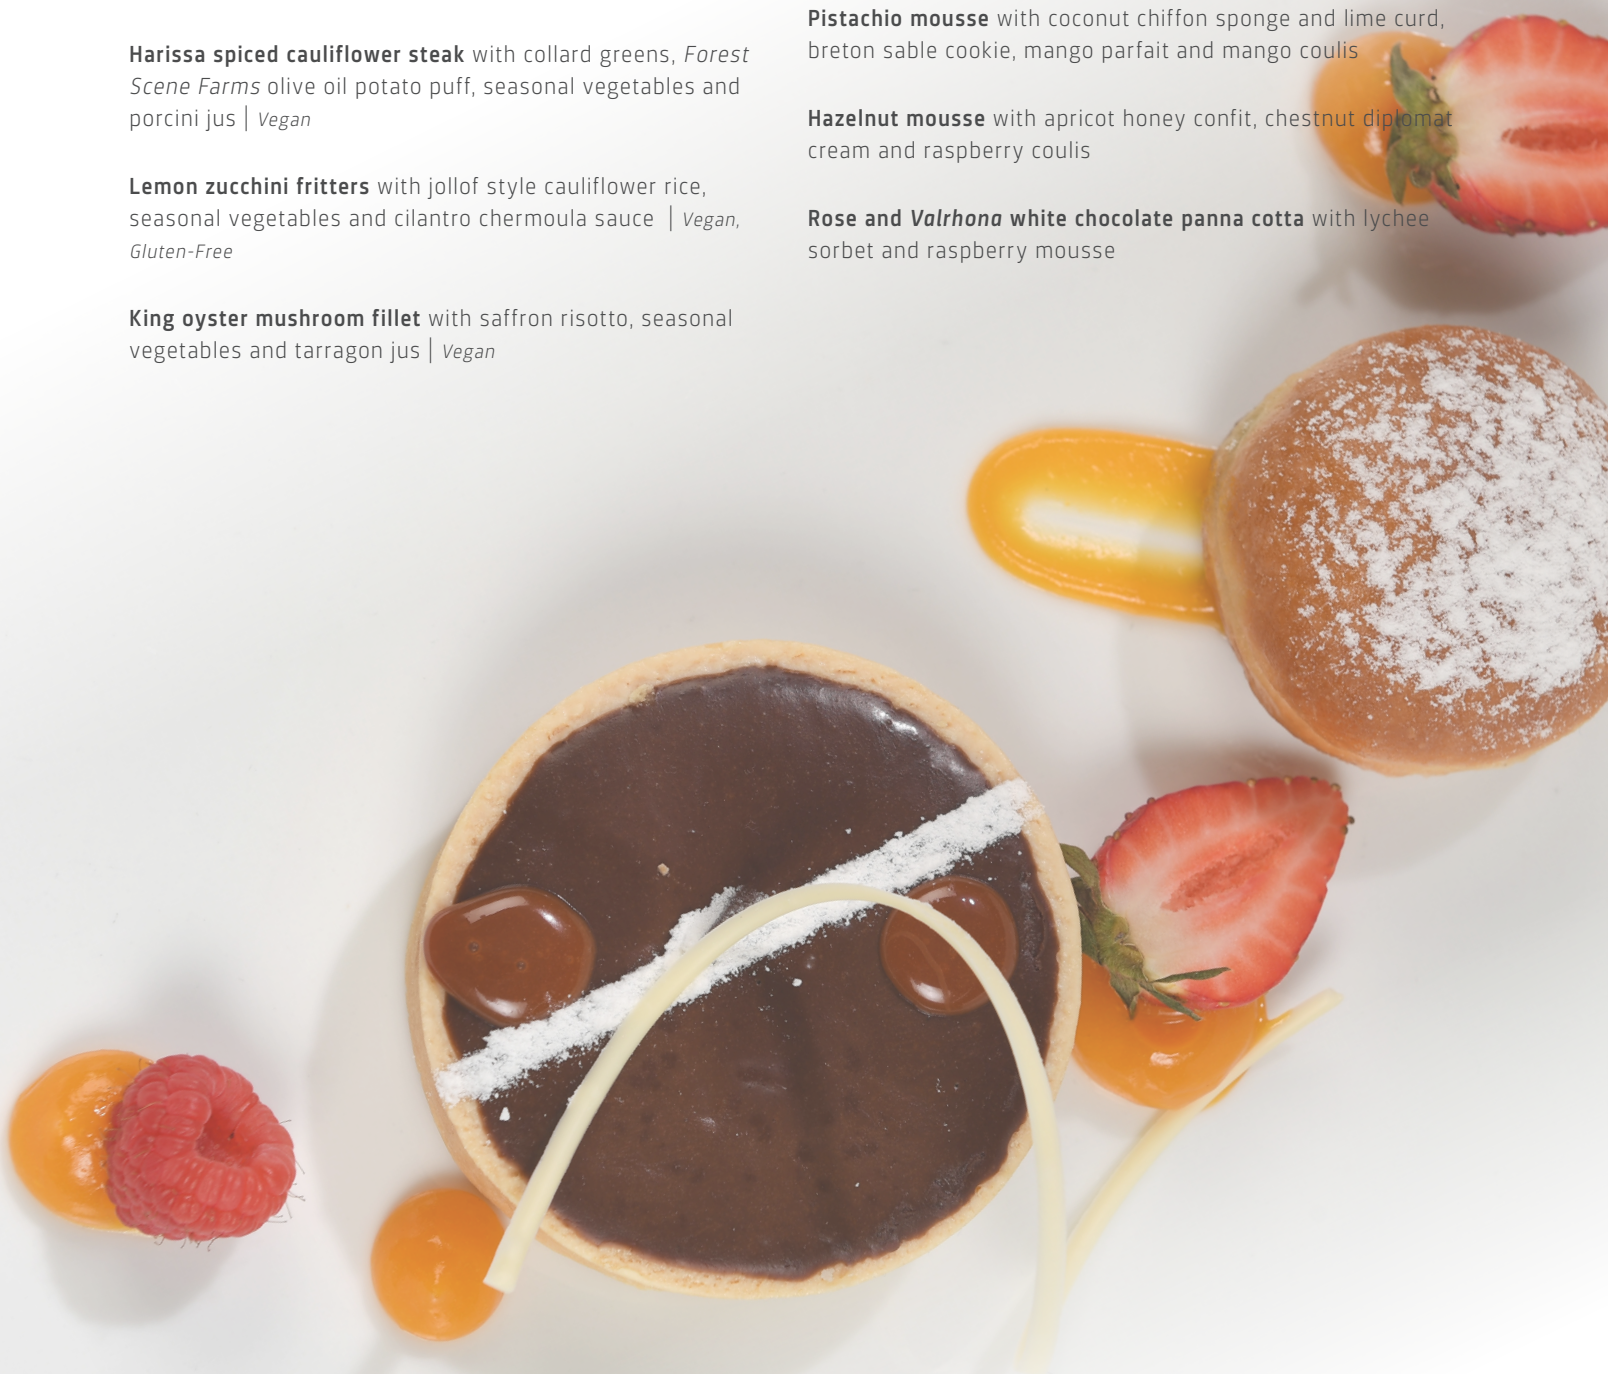 Harissa spiced cauliflower steak with collard greens, Forest
Scene Farms olive oil potato puff, seasonal vegetables and
porcini jus | Vegan
Lemon zucchini fritters with jollof style cauliflower rice,
seasonal vegetables and cilantro chermoula sauce | Vegan,
Gluten-Free
King oyster mushroom fillet with saffron risotto, seasonal
vegetables and tarragon jus | Vegan
Pistachio mousse with coconut chiffon sponge and lime curd,
breton sable cookie, mango parfait and mango coulis
Hazelnut mousse with apricot honey confit, chestnut diplomat
cream and raspberry coulis
Rose and Valrhona white chocolate panna cotta with lychee
sorbet and raspberry mousse